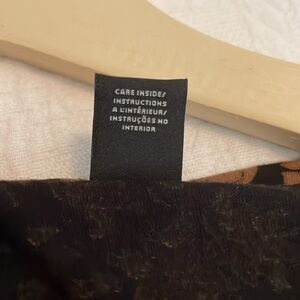 CARE INSIDE/
INSTRUCTIONS
A L'INTÉRIEUR/
INSTRUÇÕES NO
INTERIOR